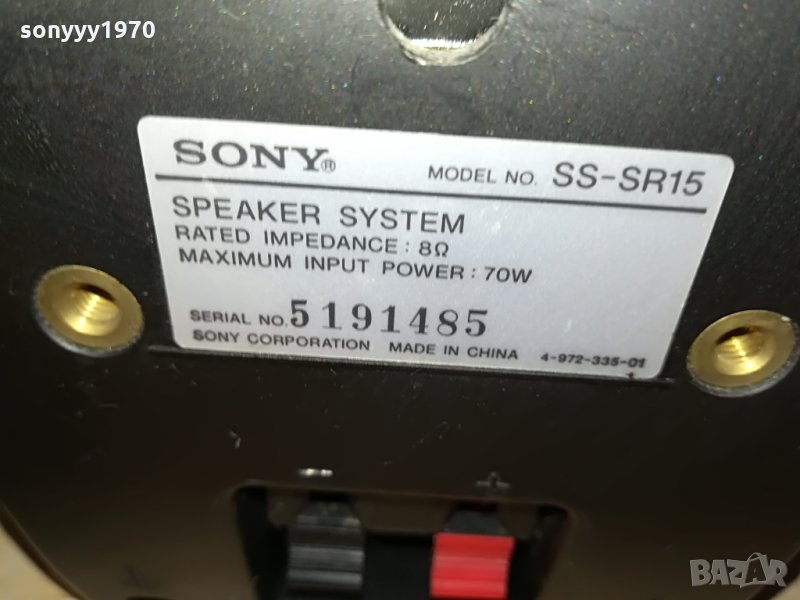 sonyyy1970
SONY®
MODEL NO. SS-SR15
SPEAKER SYSTEM
RATED IMPEDANCE : 8Ω
MAXIMUM INPUT POWER : 70W
SERIAL NO. 5191485
SONY CORPORATION MADE IN CHINA 4-972-335-01
- +
BAZAR